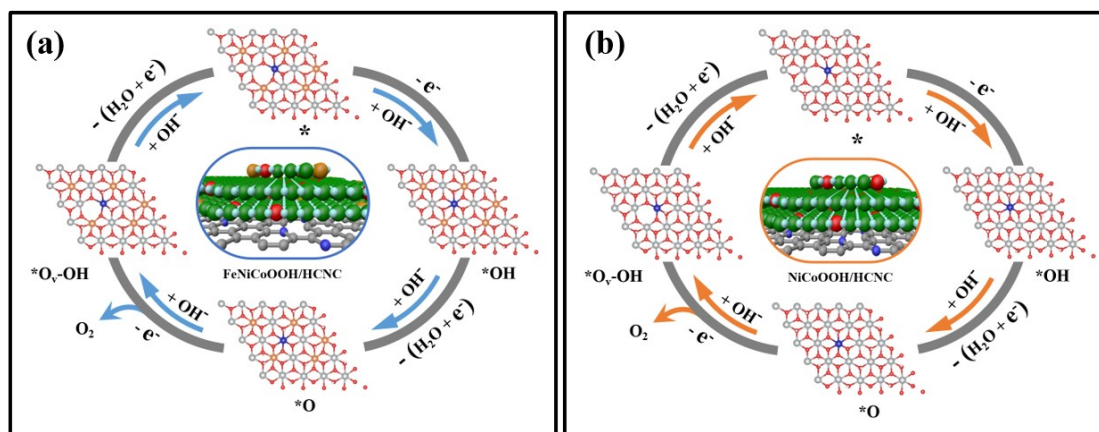 (a)
- (H₂O + e⁻)
+ OH⁻
*
- e⁻
+ OH⁻
FeNiCoOOH/HCNC
*Oᵥ-OH
*OH
+ OH⁻
- (H₂O + e⁻)
+ OH⁻
- e⁻
O₂
*O
(b)
- (H₂O + e⁻)
+ OH⁻
*
- e⁻
+ OH⁻
NiCoOOH/HCNC
*Oᵥ-OH
*OH
+ OH⁻
- (H₂O + e⁻)
+ OH⁻
- e⁻
O₂
*O